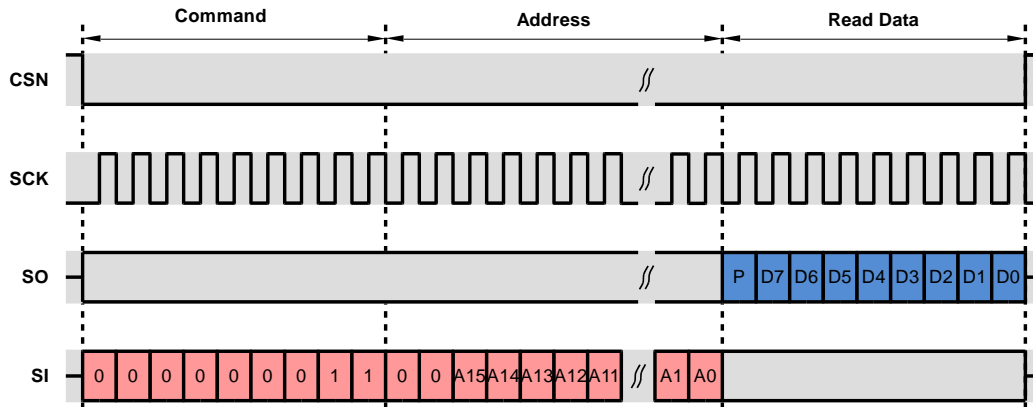 Command Address Read Data
CSN //
SCK //
SO // P D7 D6 D5 D4 D3 D2 D1 D0
SI 0 0 0 0 0 0 0 1 1 0 0 A15 A14 A13 A12 A11 // A1 A0